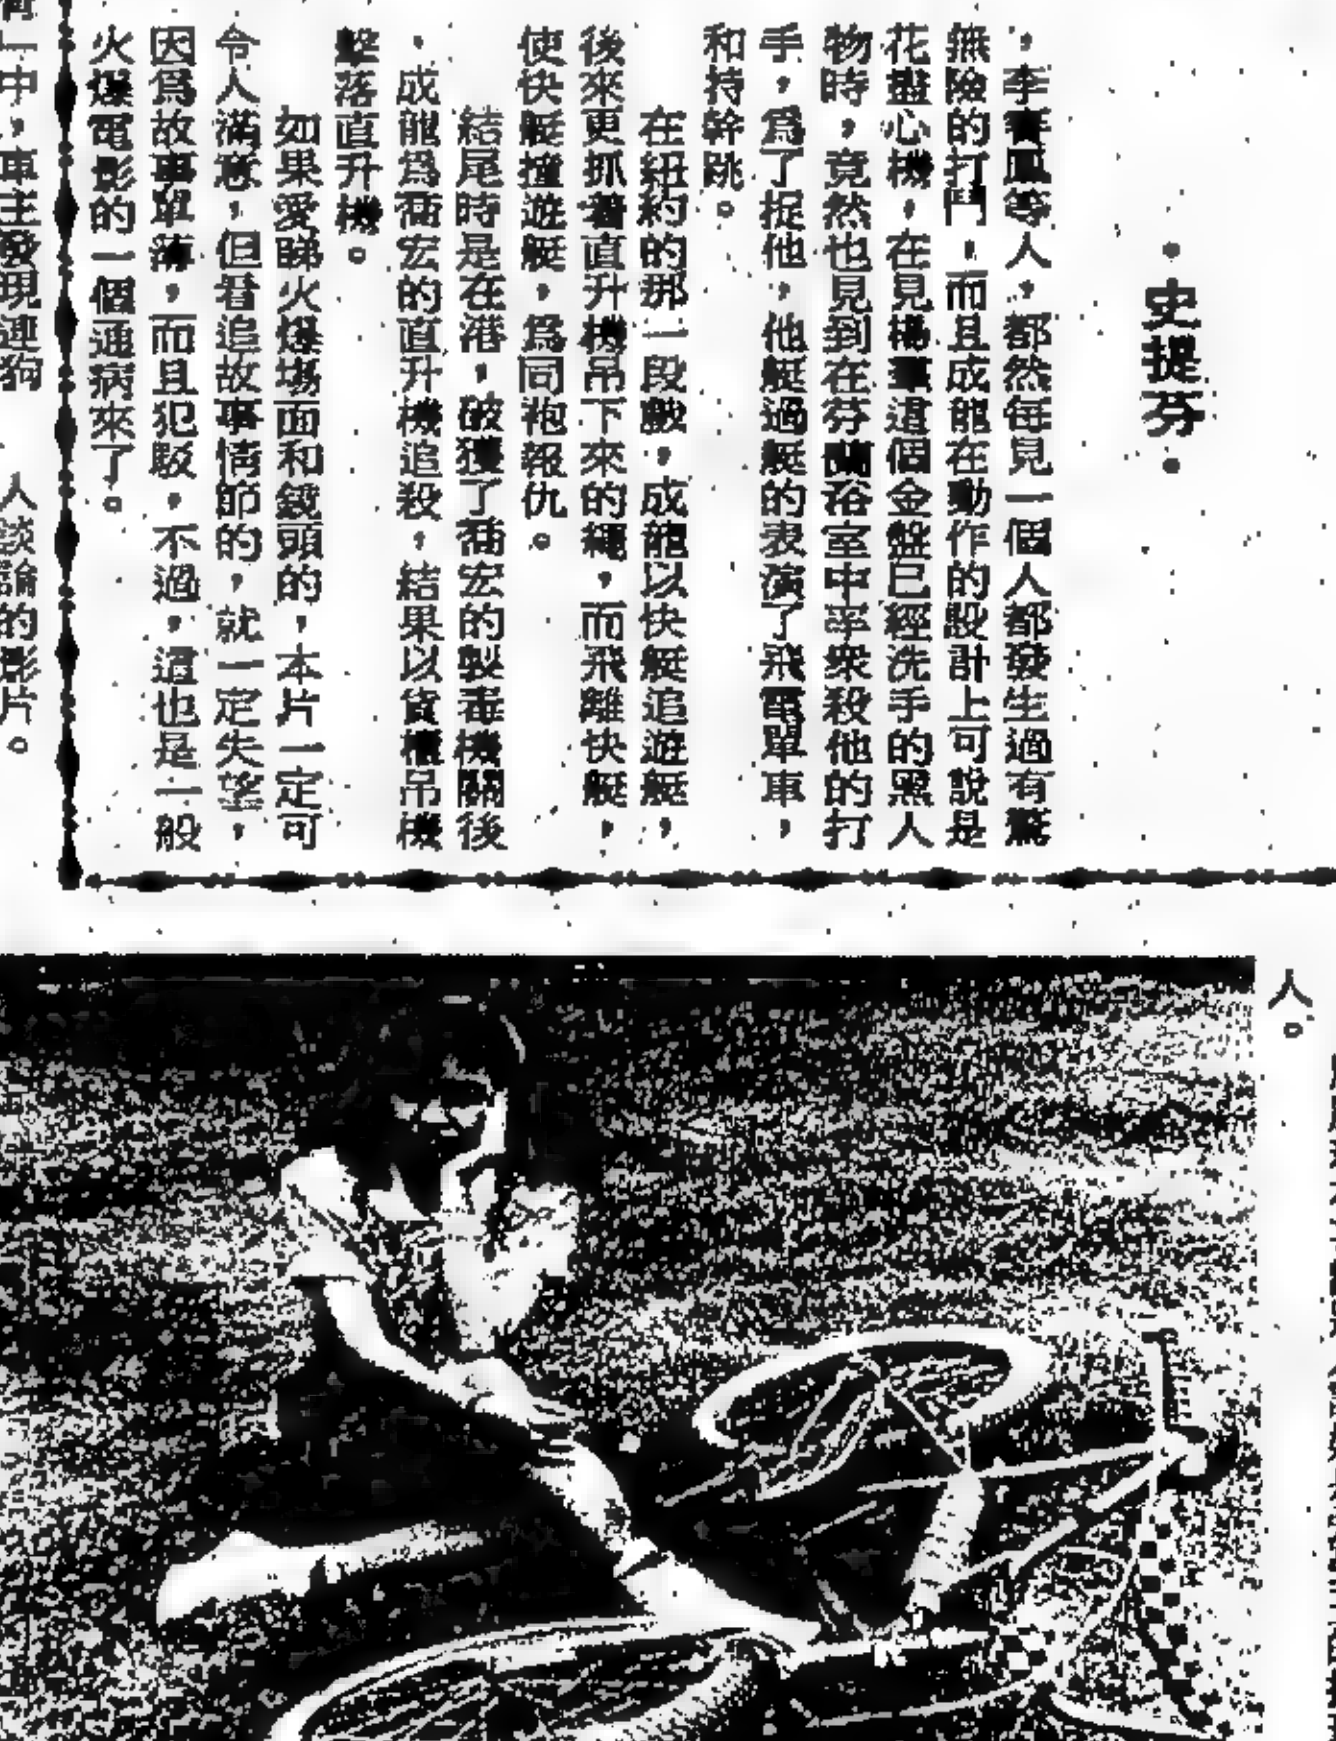 •史提芬•
，李賽鳳等人，都然每見一個人都發生過有驚
無險的打鬥，而且成龍在動作的設計上可說是
花盡心機，在見楊羣這個金盤已經洗手的黑人
物時，竟然也見到在芬蘭浴室中率衆殺他的打
手，爲了捉他，他艇過艇的表演了飛電單車，
和持幹跳。
在紐約的那一段戲，成龍以快艇追遊艇，
後來更抓着直升機吊下來的繩，而飛離快艇，
使快艇撞遊艇，爲同袍報仇。
結尾時是在港，破獲了喬宏的製毒機關後
，成龍爲喬宏的直升機追殺，結果以貨櫃吊機
擊落直升機。
如果愛睇火爆場面和鏡頭的，本片一定可
令人滿意，但看追故事情節的，就一定失望，
因爲故事單薄，而且犯駁，不過，這也是一般
火爆電影的一個通病來了。
中，車主發現連狗
人談論的影片。
人。